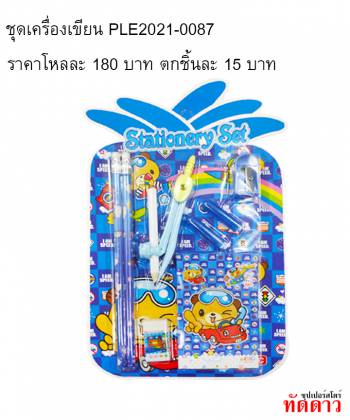 ชุดเครื่องเขียน PLE2021-0087
ราคาโหลละ 180 บาท ตกชิ้นละ 15 บาท
Stationery Set
ซุปเปอร์สโตร์
ทัดดาว